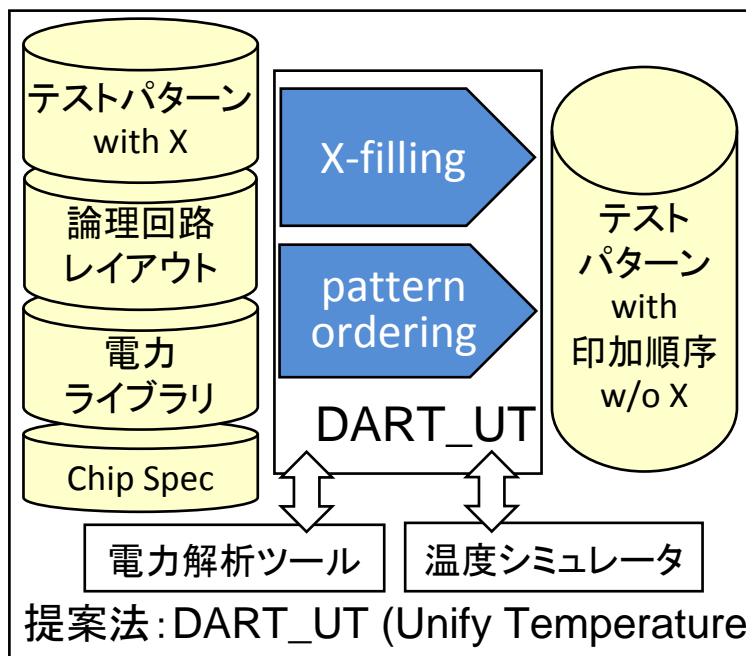 テストパターン
with X
論理回路
レイアウト
電力
ライブラリ
Chip Spec
X-filling
pattern
ordering
DART_UT
テスト
パターン
with
印加順序
w/o X
電力解析ツール
温度シミュレータ
提案法：DART_UT (Unify Temperature